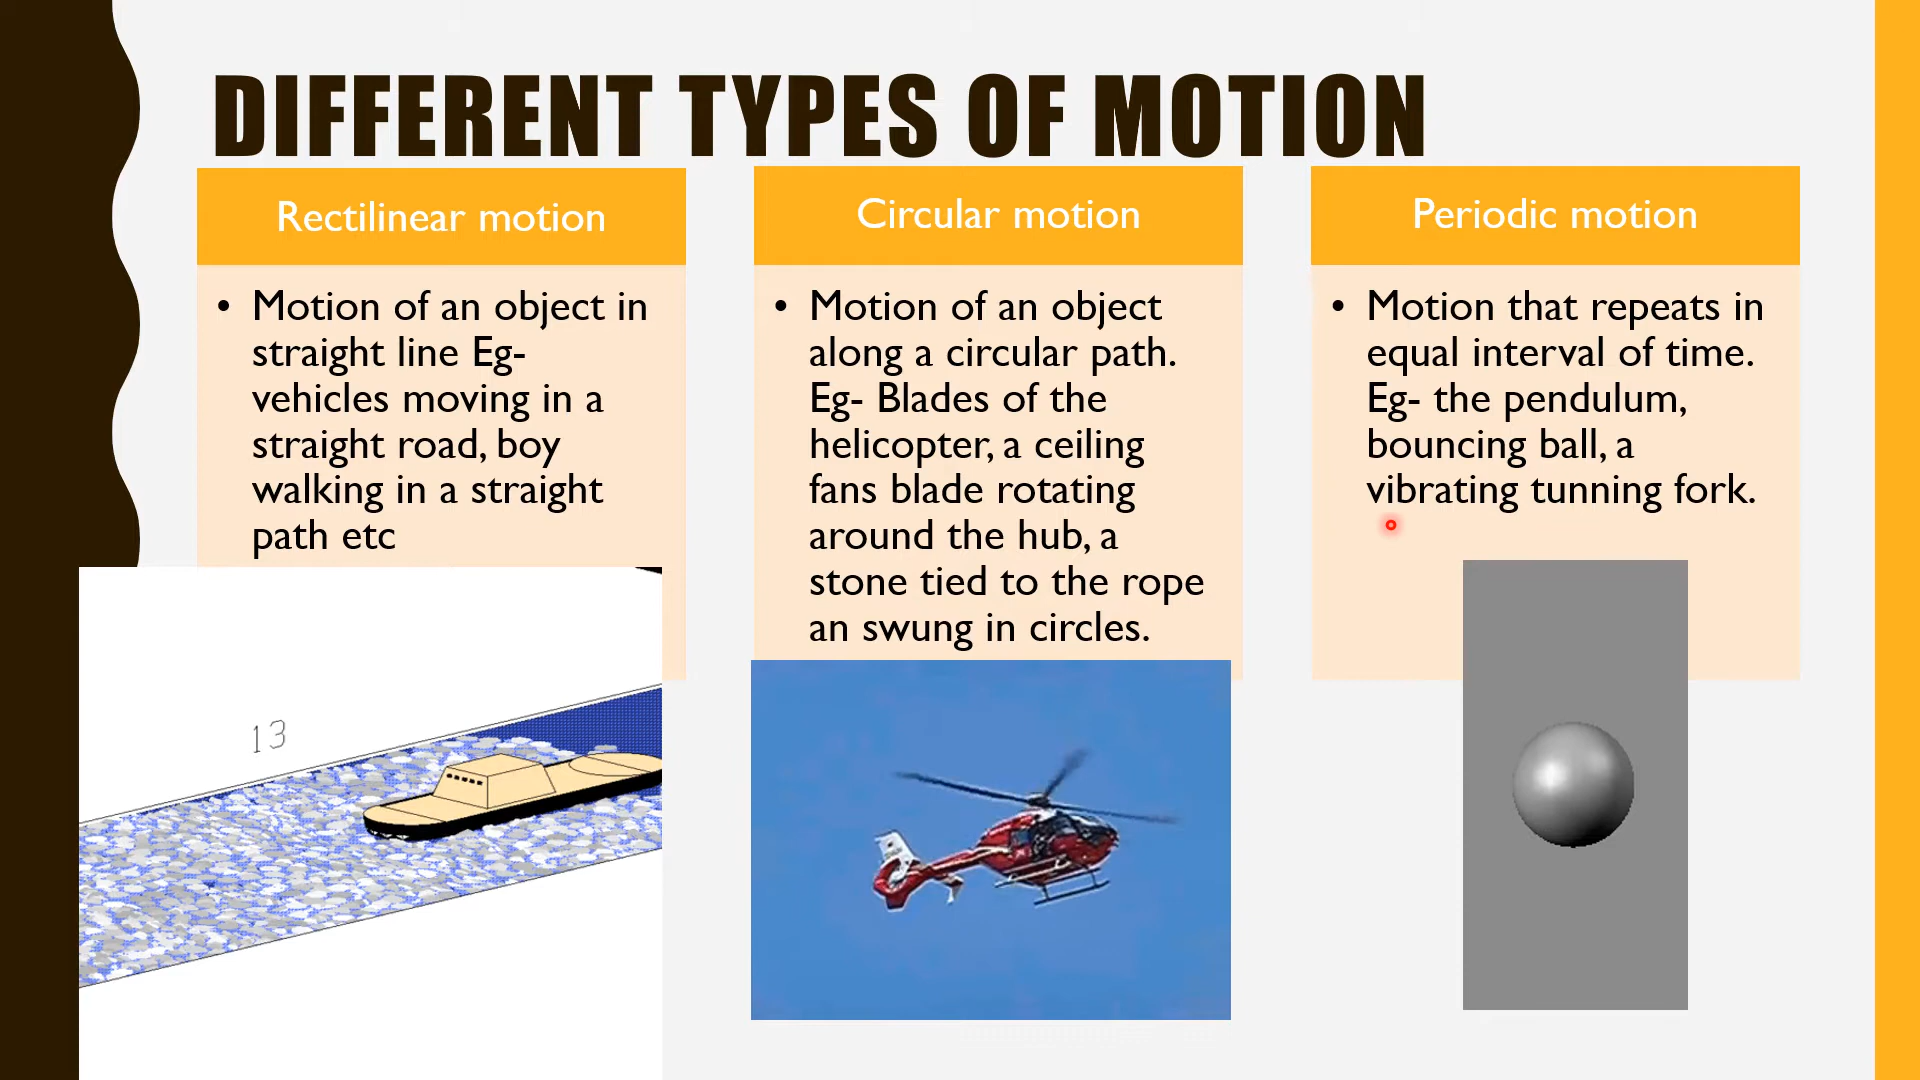 DIFFERENT TYPES OF MOTION
Rectilinear motion
• Motion of an object in
straight line Eg-
vehicles moving in a
straight road, boy
walking in a straight
path etc
13
Circular motion
• Motion of an object
along a circular path.
Eg- Blades of the
helicopter, a ceiling
fans blade rotating
around the hub, a
stone tied to the rope
an swung in circles.
Periodic motion
• Motion that repeats in
equal interval of time.
Eg- the pendulum,
bouncing ball, a
vibrating tunning fork.